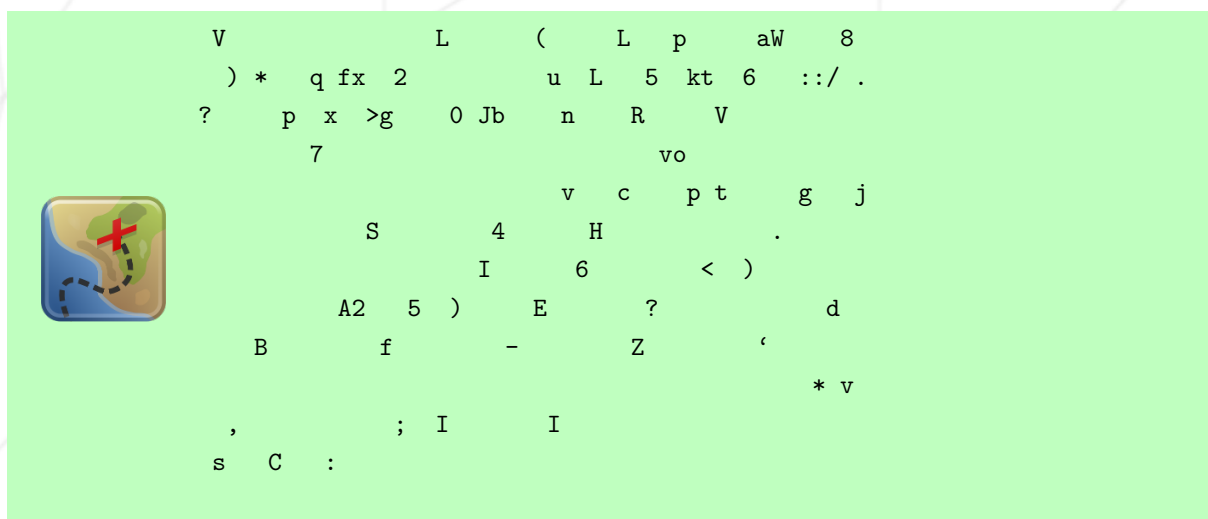 V L ( L p aW 8
) * q fx 2 u L 5 kt 6 ::/ .
? p x >g 0 Jb n R V
7 vo
v c p t g j
S 4 H .
I 6 < )
A2 5 ) E ? d
B f - Z ‘
* v
, ; I I
s C :